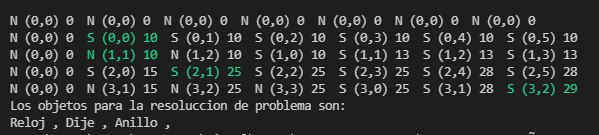 N (0,0) 0 N (0,0) 0 N (0,0) 0 N (0,0) 0 N (0,0) 0 N (0,0) 0 N (0,0) 0
N (0,0) 0 S (0,0) 10 S (0,1) 10 S (0,2) 10 S (0,3) 10 S (0,4) 10 S (0,5) 10
N (0,0) 0 N (1,1) 10 N (1,2) 10 S (1,0) 10 S (1,1) 13 S (1,2) 13 S (1,3) 13
N (0,0) 0 S (2,0) 15 S (2,1) 25 S (2,2) 25 S (2,3) 25 S (2,4) 28 S (2,5) 28
N (0,0) 0 N (3,1) 15 N (3,2) 25 N (3,3) 25 S (3,0) 25 S (3,1) 28 S (3,2) 29
Los objetos para la resoluccion de problema son:
Reloj , Dije , Anillo ,